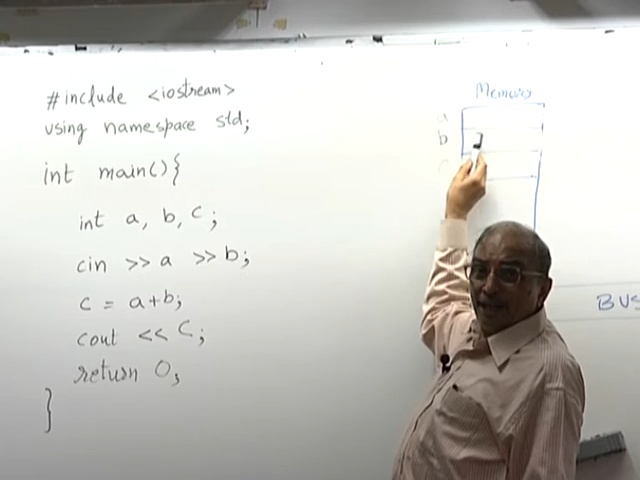 #include <iostream>
using namespace std;
int main(){
int a, b, c;
cin >> a >> b;
c = a+b;
cout << c;
return 0;
}
Memory
a
b
c
BUS